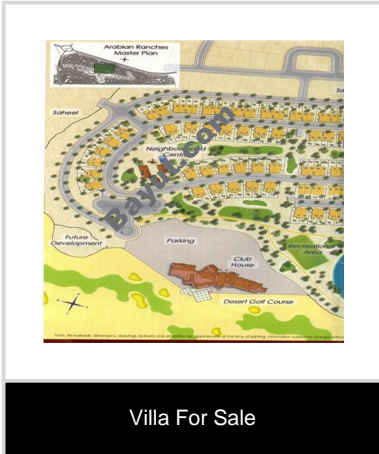 Arabian Ranches
Master Plan
Saheel
Sa
Neighbourhood
Centre
Bayut.com
Future
Development
Parking
Club
House
Recreational
Area
Desert Golf Course
Villa For Sale